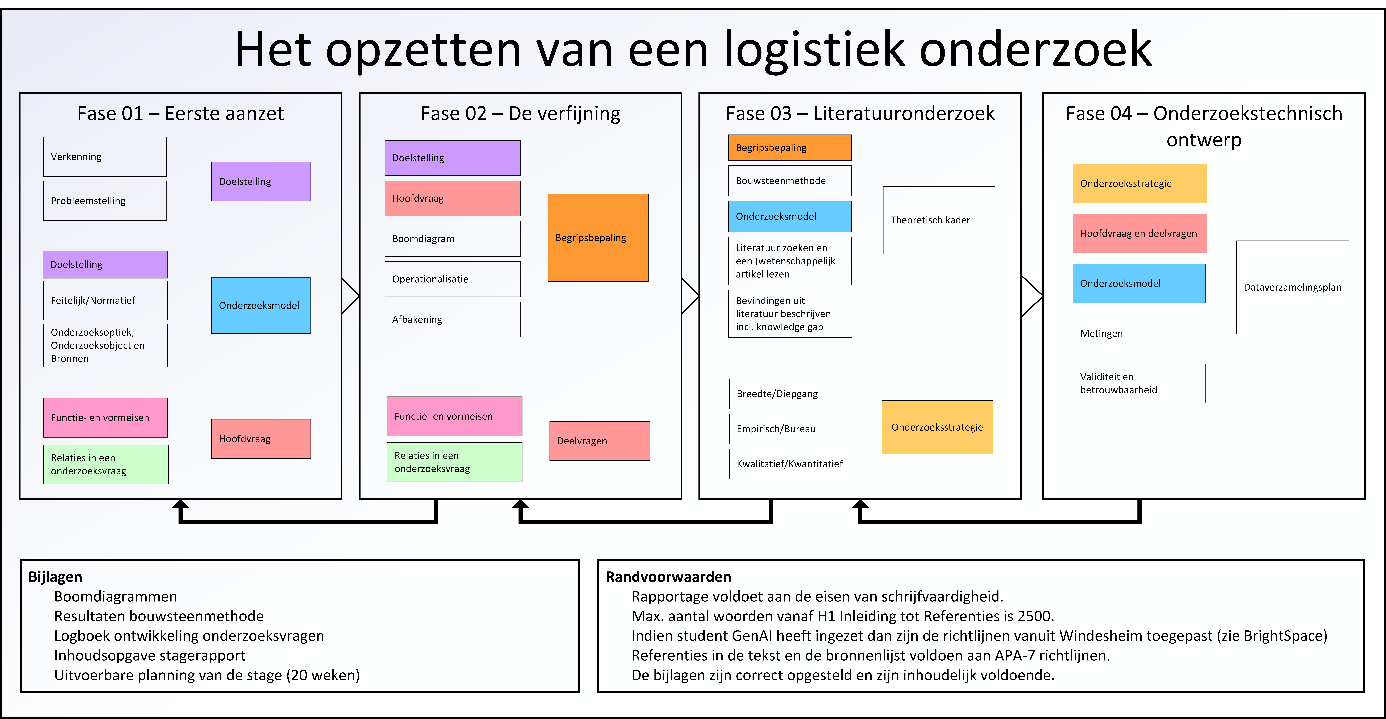 Het opzetten van een logistiek onderzoek
Fase 01 – Eerste aanzet
Verkenning
Probleemstelling
Doelstelling
Doelstelling
Feitelijk/Normatief
Onderzoeksoptiek,
Onderzoeksobject en
Bronnen
Onderzoeksmodel
Functie- en vormeisen
Relaties in een
onderzoeksvraag
Hoofdvraag
Fase 02 – De verfijning
Doelstelling
Hoofdvraag
Boomdiagram
Operationalisatie
Afbakening
Begripsbepaling
Functie- en vormeisen
Relaties in een
onderzoeksvraag
Deelvragen
Fase 03 – Literatuuronderzoek
Begripsbepaling
Bouwsteenmethode
Onderzoeksmodel
Literatuur zoeken en
een (wetenschappelijk
artikel lezen
Bevindingen uit
literatuur beschrijven
incl. knowledge gap
Theoretisch kader
Breedte/Diepgang
Empirisch/Bureau
Kwalitatief/Kwantitatief
Onderzoeksstrategie
Fase 04 – Onderzoekstechnisch
ontwerp
Onderzoeksstrategie
Hoofdvraag en deelvragen
Onderzoeksmodel
Metingen
Validiteit en
betrouwbaarheid
Dataverzamelingsplan
Bijlagen
Boomdiagrammen
Resultaten bouwsteenmethode
Logboek ontwikkeling onderzoeksvragen
Inhoudsopgave stagerapport
Uitvoerbare planning van de stage (20 weken)
Randvoorwaarden
Rapportage voldoet aan de eisen van schrijfvaardigheid.
Max. aantal woorden vanaf H1 Inleiding tot Referenties is 2500.
Indien student GenAI heeft ingezet dan zijn de richtlijnen vanuit Windesheim toegepast (zie BrightSpace)
Referenties in de tekst en de bronnenlijst voldoen aan APA-7 richtlijnen.
De bijlagen zijn correct opgesteld en zijn inhoudelijk voldoende.